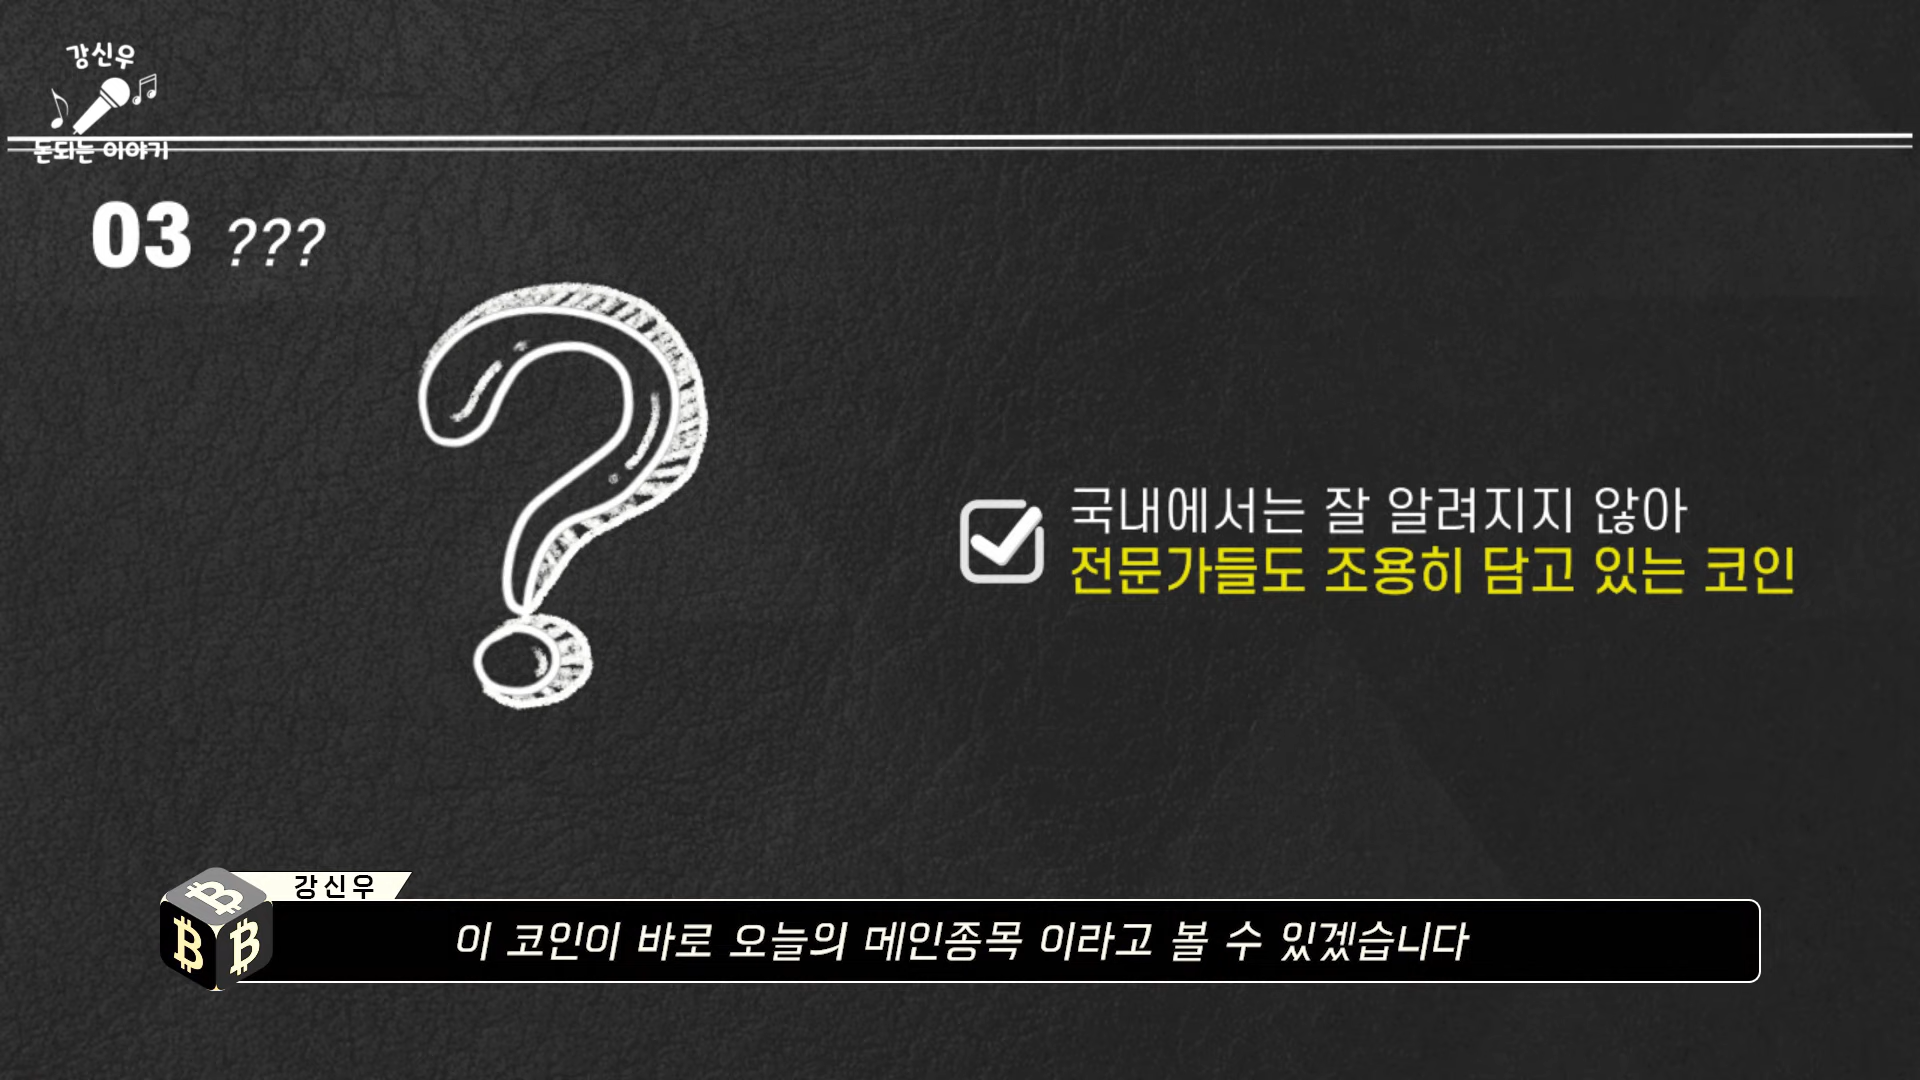 강신우
돈되는 이야기
03 ???
국내에서는 잘 알려지지 않아
전문가들도 조용히 담고 있는 코인
강신우
이 코인이 바로 오늘의 메인종목 이라고 볼 수 있겠습니다